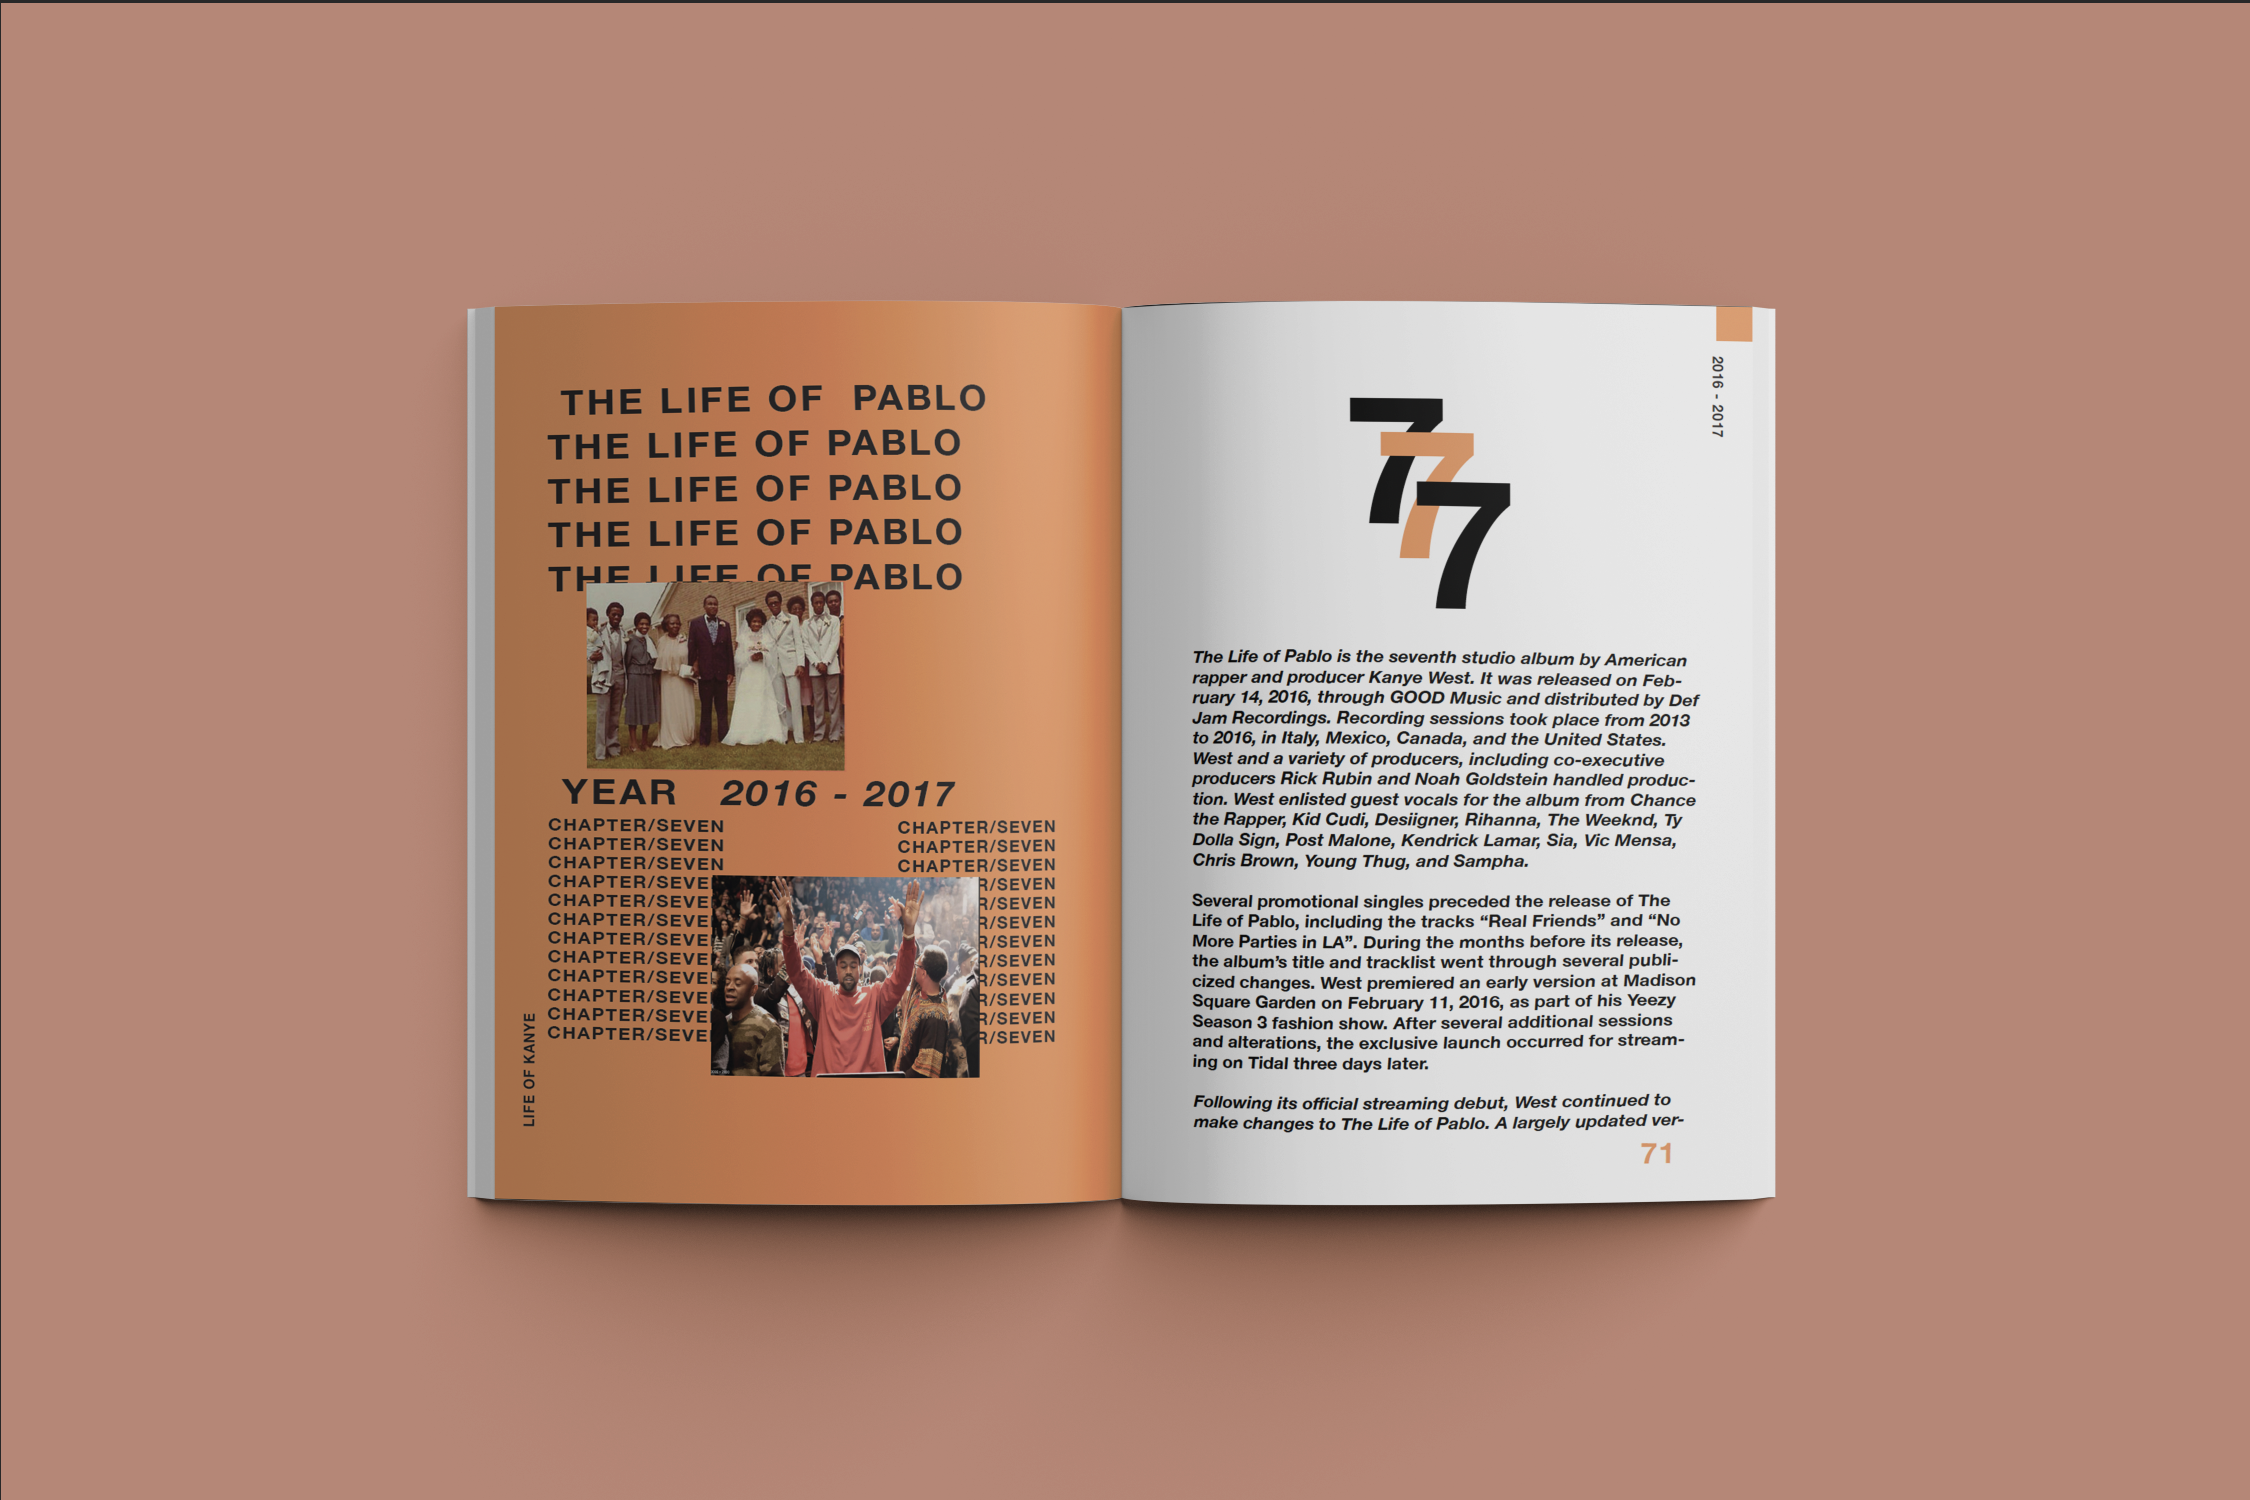 THE LIFE OF PABLO
THE LIFE OF PABLO
THE LIFE OF PABLO
THE LIFE OF PABLO
THE LIFE OF PABLO
YEAR 2016 - 2017
CHAPTER/SEVEN
CHAPTER/SEVEN
CHAPTER/SEVEN
CHAPTER/SEVE
CHAPTER/SEVE
CHAPTER/SEVE
CHAPTER/SEVE
CHAPTER/SEVE
CHAPTER/SEVE
CHAPTER/SEVE
CHAPTER/SEVE
CHAPTER/SEVE
CHAPTER/SEVEN
CHAPTER/SEVEN
CHAPTER/SEVEN
R/SEVEN
R/SEVEN
R/SEVEN
R/SEVEN
R/SEVEN
R/SEVEN
R/SEVEN
R/SEVEN
R/SEVEN
LIFE OF KANYE
2016 - 2017
7
7
7
The Life of Pablo is the seventh studio album by American
rapper and producer Kanye West. It was released on Feb-
ruary 14, 2016, through GOOD Music and distributed by Def
Jam Recordings. Recording sessions took place from 2013
to 2016, in Italy, Mexico, Canada, and the United States.
West and a variety of producers, including co-executive
producers Rick Rubin and Noah Goldstein handled produc-
tion. West enlisted guest vocals for the album from Chance
the Rapper, Kid Cudi, Desiigner, Rihanna, The Weeknd, Ty
Dolla Sign, Post Malone, Kendrick Lamar, Sia, Vic Mensa,
Chris Brown, Young Thug, and Sampha.
Several promotional singles preceded the release of The
Life of Pablo, including the tracks “Real Friends” and “No
More Parties in LA”. During the months before its release,
the album’s title and tracklist went through several publi-
cized changes. West premiered an early version at Madison
Square Garden on February 11, 2016, as part of his Yeezy
Season 3 fashion show. After several additional sessions
and alterations, the exclusive launch occurred for stream-
ing on Tidal three days later.
Following its official streaming debut, West continued to
make changes to The Life of Pablo. A largely updated ver-
71